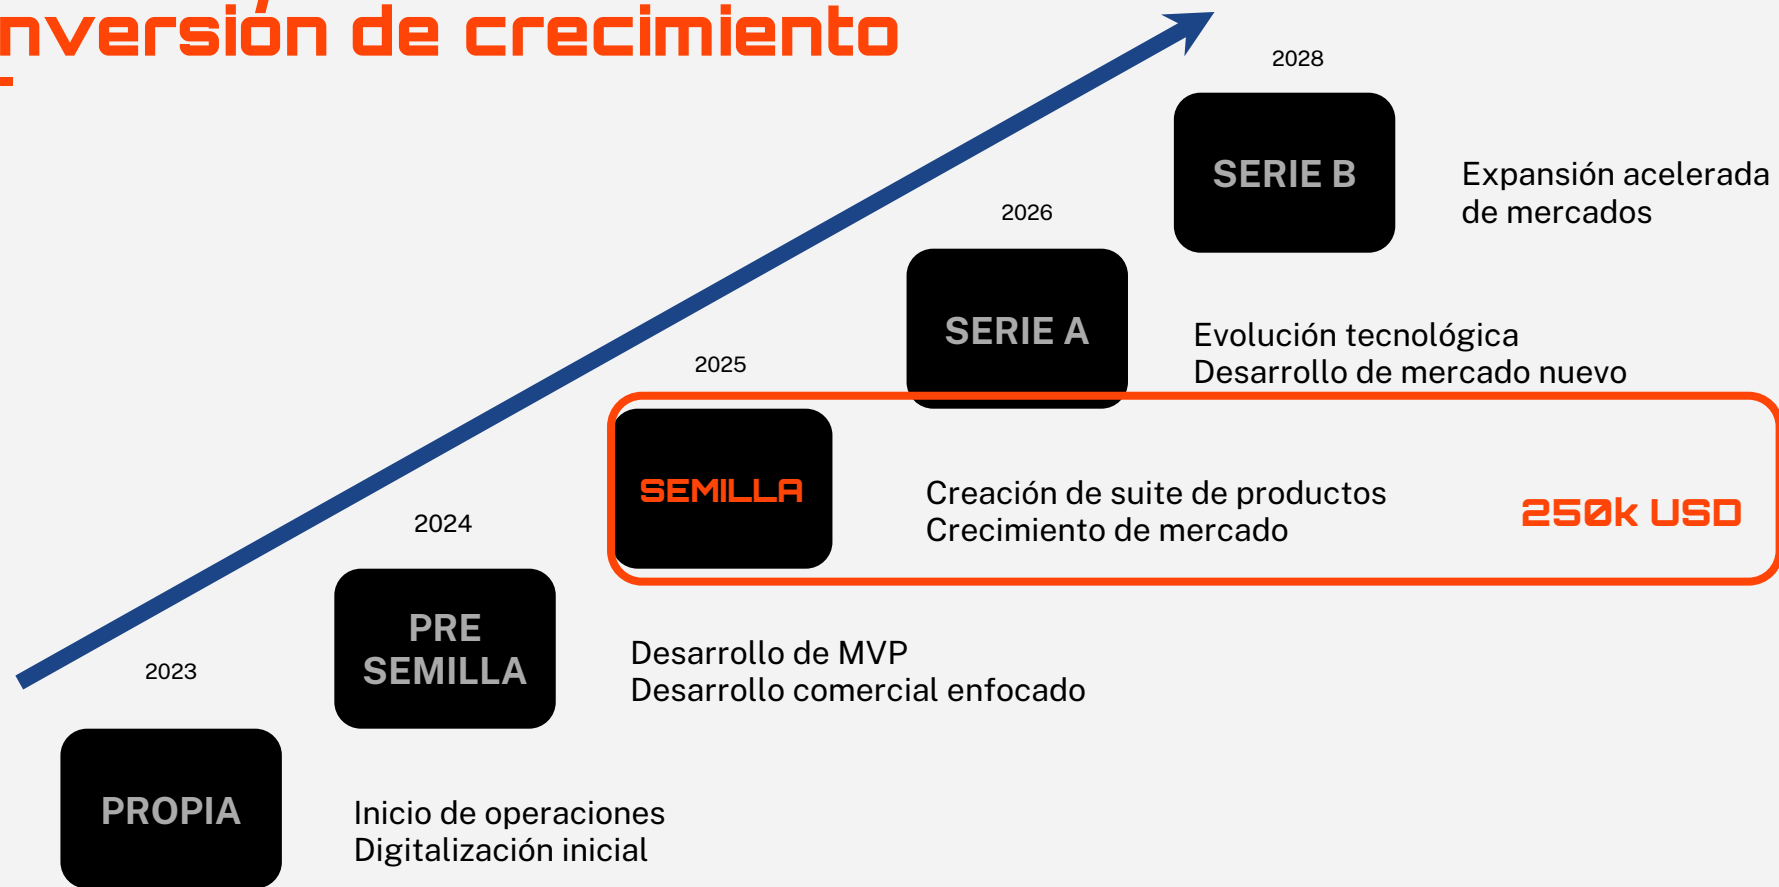 nversión de crecimiento
2028
SERIE B
Expansión acelerada
de mercados
2026
SERIE A
Evolución tecnológica
Desarrollo de mercado nuevo
2025
SEMILLA
Creación de suite de productos
Crecimiento de mercado
250k USD
2024
PRE
SEMILLA
Desarrollo de MVP
Desarrollo comercial enfocado
2023
PROPIA
Inicio de operaciones
Digitalización inicial